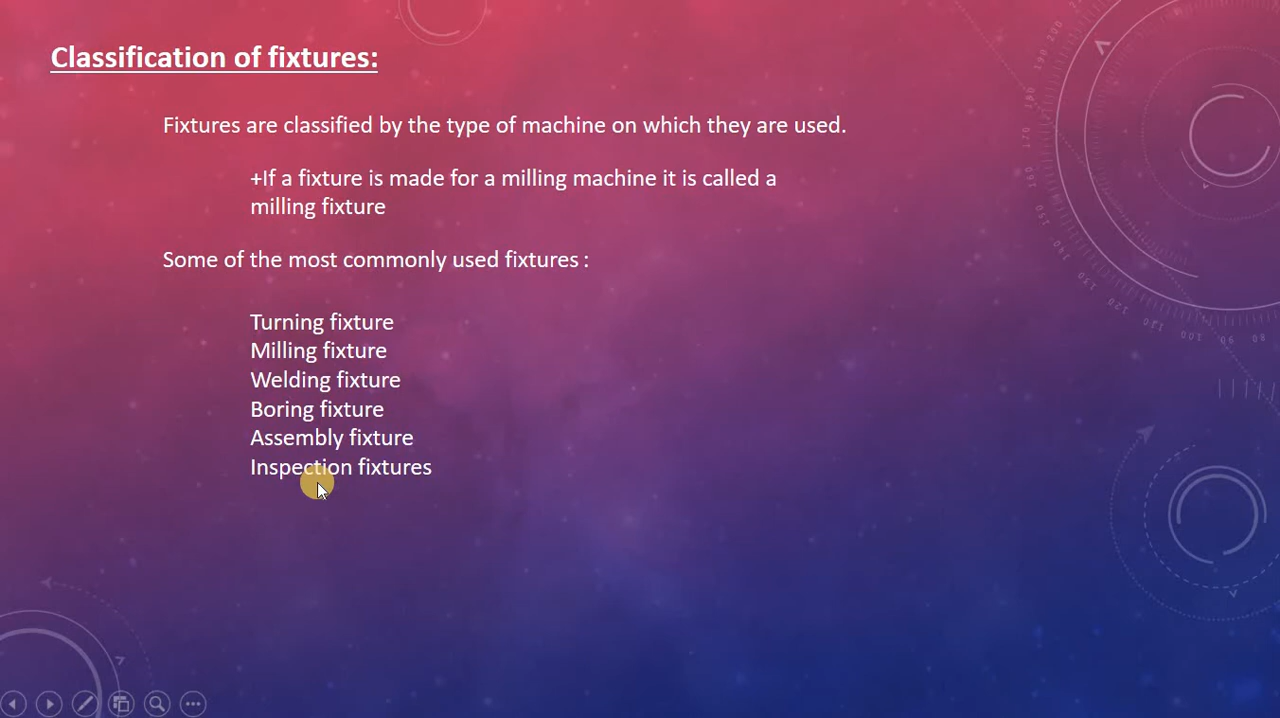 Classification of fixtures:
Fixtures are classified by the type of machine on which they are used.
+If a fixture is made for a milling machine it is called a
milling fixture
Some of the most commonly used fixtures :
Turning fixture
Milling fixture
Welding fixture
Boring fixture
Assembly fixture
Inspection fixtures